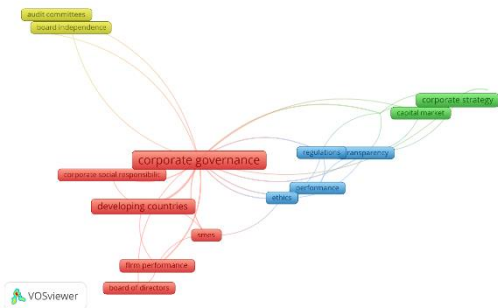 audit committees
board independence
corporate strategy
capital market
corporate governance
regulations
transparency
corporate social responsibilic
performance
ethics
developing countries
smes
firm performance
board of directors
VOSviewer